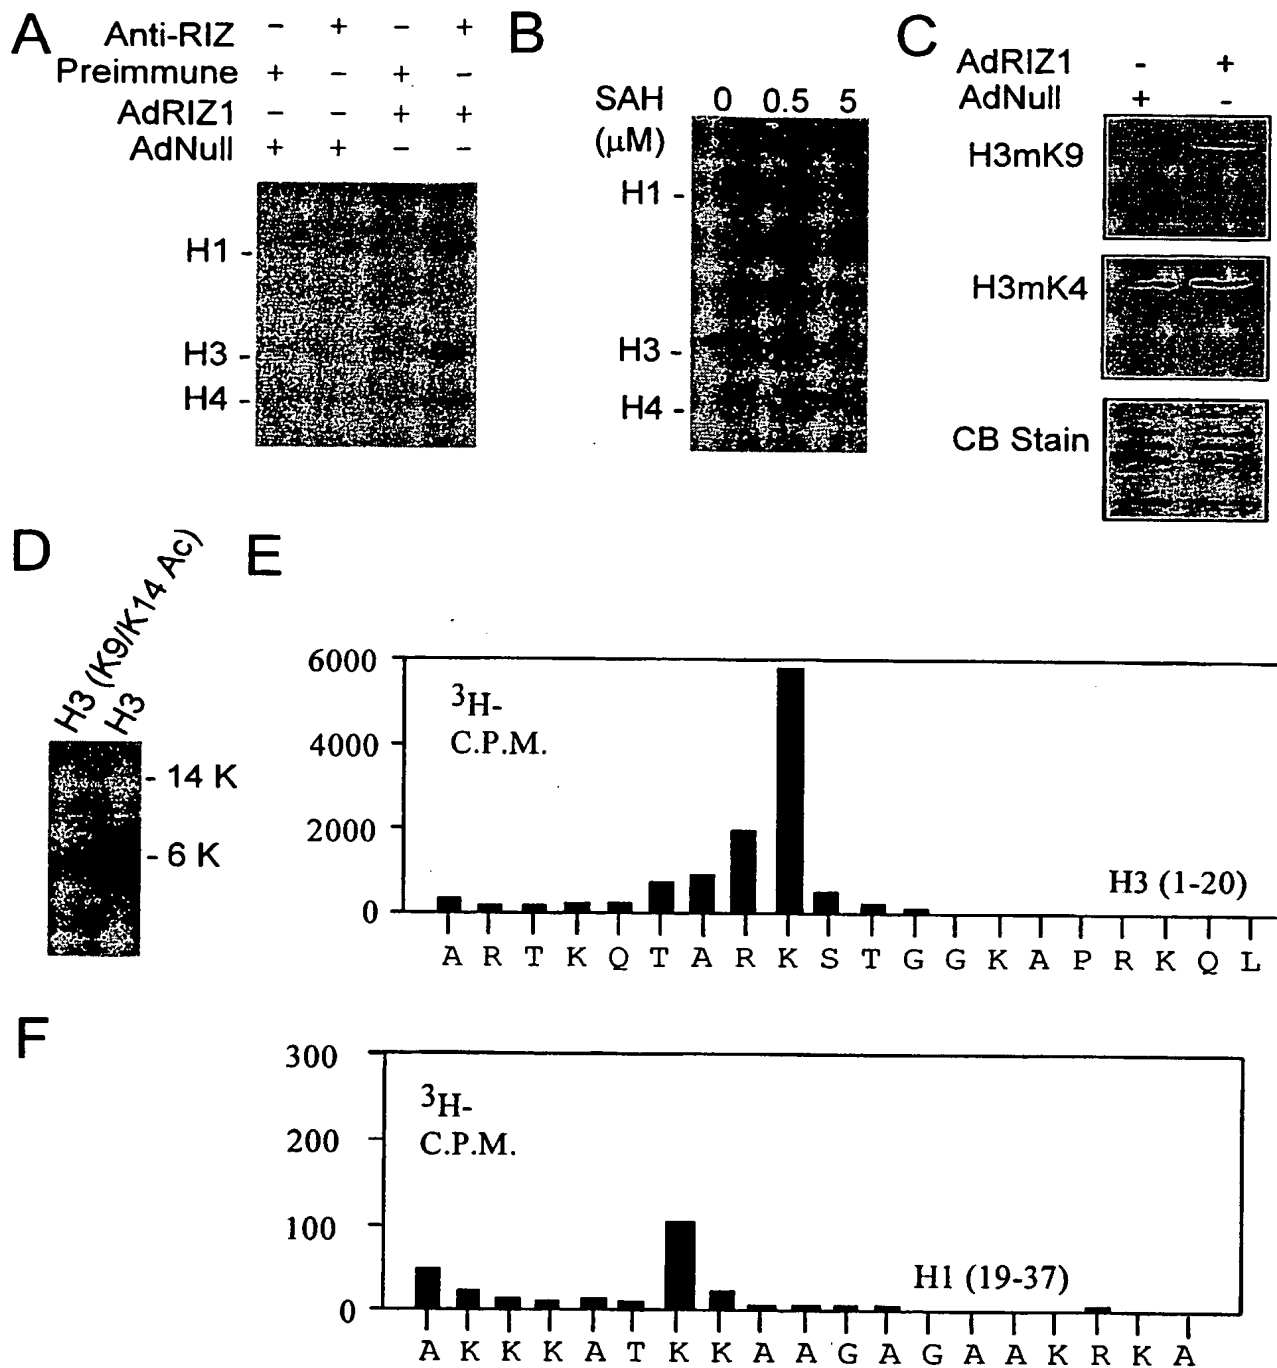 A
Anti-RIZ - + - +
Preimmune + - + -
AdRIZ1 - - + +
AdNull + + - -
H1 -
H3 -
H4 -
B
SAH 0 0.5 5
(μM)
H1 -
H3 -
H4 -
C
AdRIZ1 - +
AdNull + -
H3mK9
H3mK4
CB Stain
D
H3 (K9/K14 Ac)
H3
- 14 K
- 6 K
E
6000
4000
2000
0
3H-
C.P.M.
H3 (1-20)
A R T K Q T A R K S T G G K A P R K Q L
F
300
200
100
0
3H-
C.P.M.
H1 (19-37)
A K K K A T K K A A G A G A A K R K A